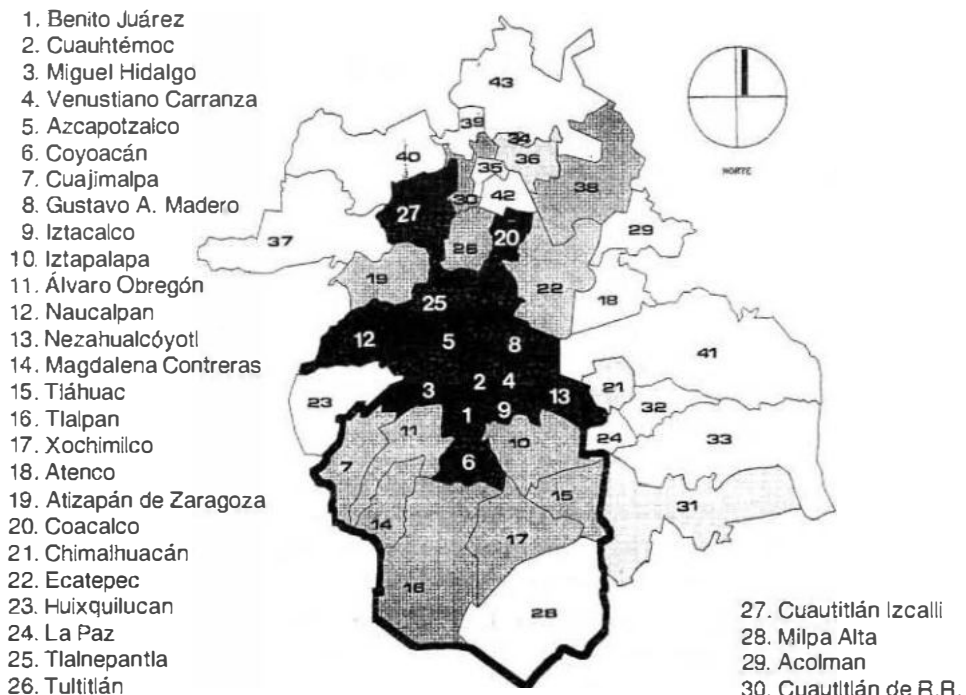 1. Benito Juárez
2. Cuauhtémoc
3. Miguel Hidalgo
4. Venustiano Carranza
5. Azcapotzalco
6. Coyoacán
7. Cuajimalpa
8. Gustavo A. Madero
9. Iztacalco
10. Iztapalapa
11. Álvaro Obregón
12. Naucalpan
13. Nezahualcóyotl
14. Magdalena Contreras
15. Tláhuac
16. Tlalpan
17. Xochimilco
18. Atenco
19. Atizapán de Zaragoza
20. Coacalco
21. Chimalhuacán
22. Ecatepec
23. Huixquilucan
24. La Paz
25. Tlalnepantla
26. Tultitlán
43
NORTE
39
34
40
35
36
30
42
38
27
20
29
37
26
19
22
18
25
12
5
8
41
3
2
4
13
21
23
32
1
9
24
33
11
10
7
6
15
31
14
17
16
28
27. Cuautitlán Izcalli
28. Milpa Alta
29. Acolman
30. Cuautitlán de R.R.